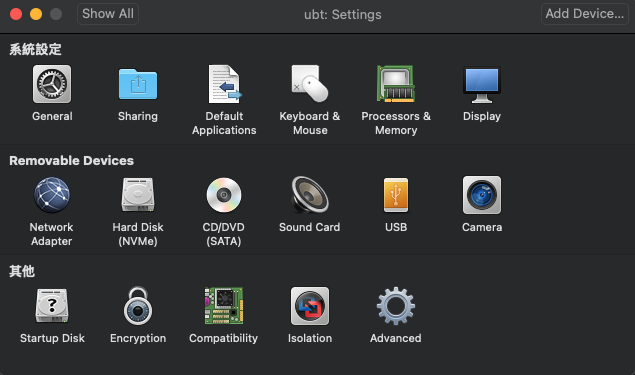 Show All
ubt: Settings
Add Device...
系統設定
General
Sharing
Default
Applications
Keyboard &
Mouse
Processors &
Memory
Display
Removable Devices
Network
Adapter
Hard Disk
(NVMe)
CD/DVD
(SATA)
Sound Card
USB
Camera
其他
?
Startup Disk
Encryption
Compatibility
Isolation
Advanced